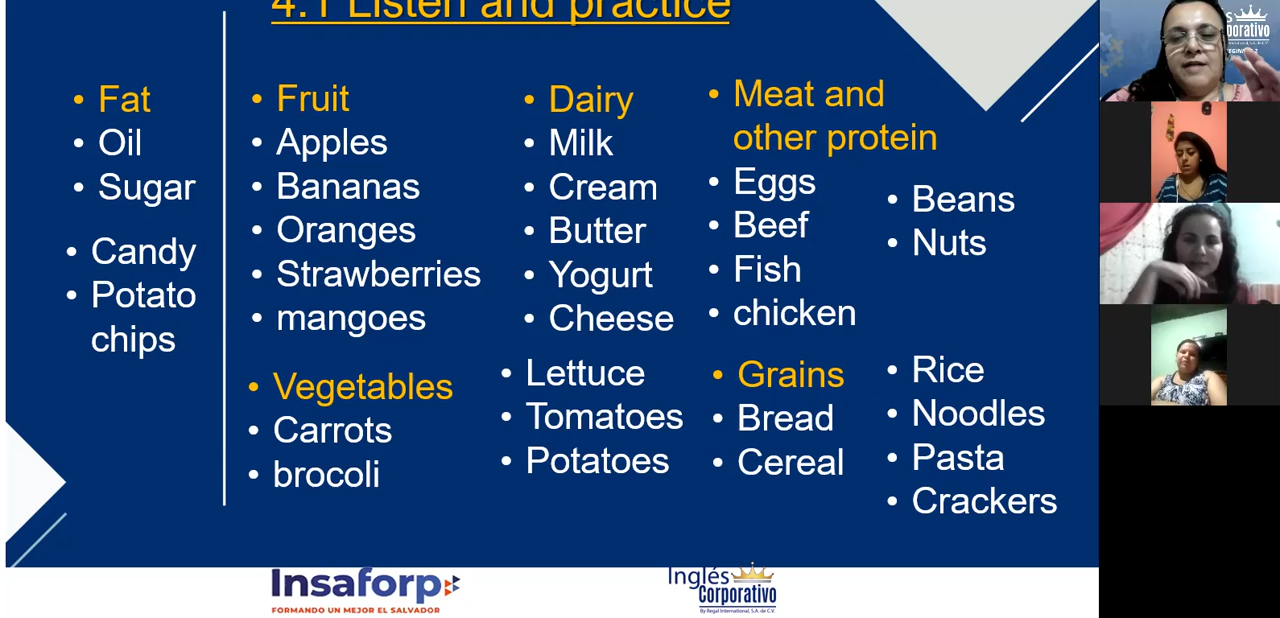 4.1 Listen and practice
• Fat
• Oil
• Sugar
• Candy
• Potato
chips
• Fruit
• Apples
• Bananas
• Oranges
• Strawberries
• mangoes
• Dairy
• Milk
• Cream
• Butter
• Yogurt
• Cheese
• Meat and
other protein
• Eggs
• Beef
• Fish
• chicken
• Beans
• Nuts
• Vegetables
• Carrots
• brocoli
• Lettuce
• Tomatoes
• Potatoes
• Grains
• Bread
• Cereal
• Rice
• Noodles
• Pasta
• Crackers
Insaforp
FORMANDO UN MEJOR EL SALVADOR
Inglés
Corporativo
By Regal International, S.A. de C.V.